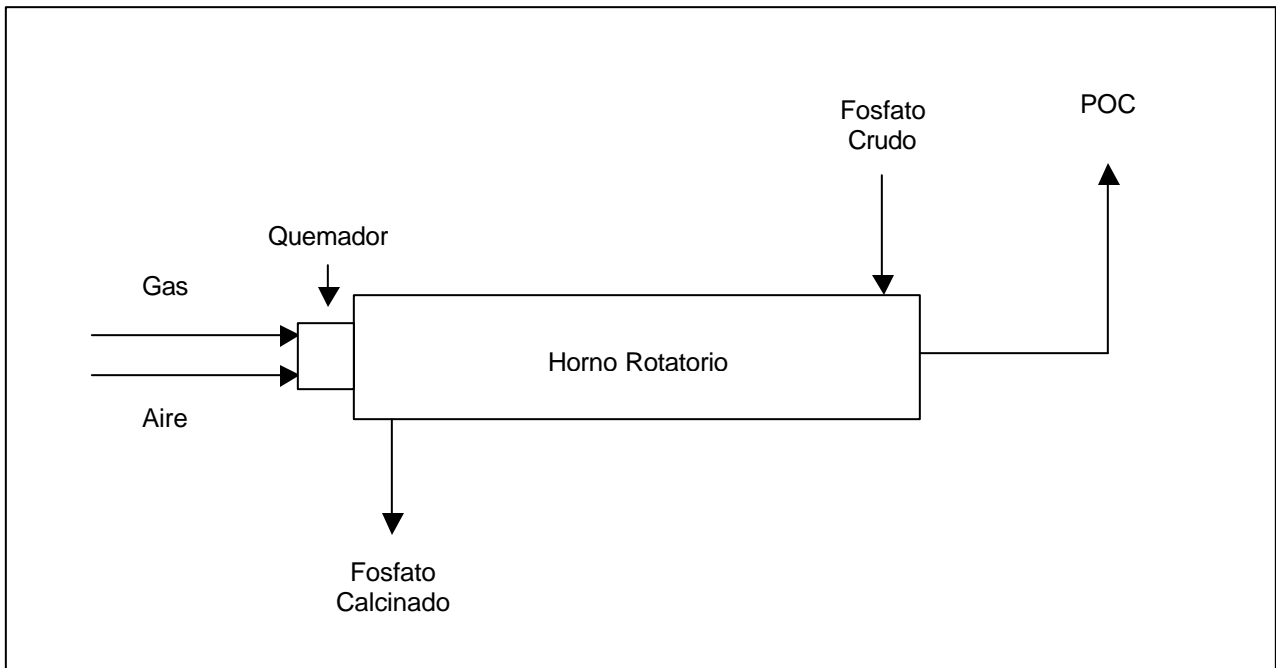 Fosfato
Crudo
POC
Quemador
Gas
Horno Rotatorio
Aire
Fosfato
Calcinado